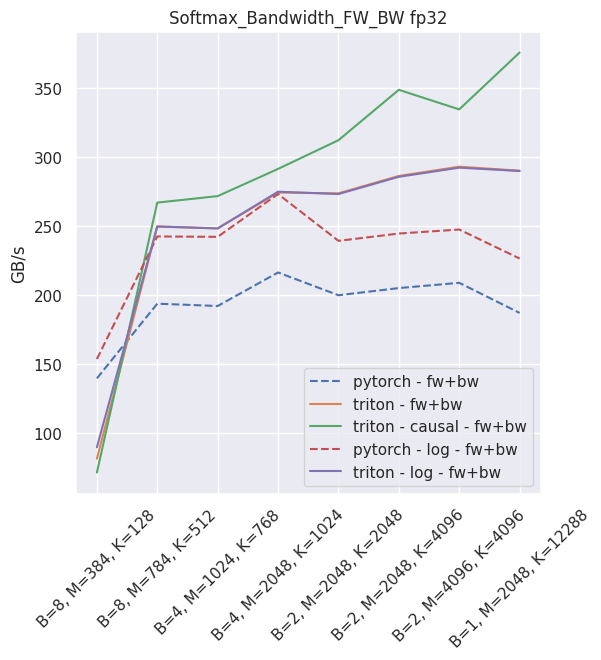 Softmax_Bandwidth_FW_BW fp32
GB/s
350
300
250
200
150
100
pytorch - fw+bw
triton - fw+bw
triton - causal - fw+bw
pytorch - log - fw+bw
triton - log - fw+bw
B=8, M=384, K=128
B=8, M=784, K=512
B=4, M=1024, K=768
B=4, M=2048, K=1024
B=2, M=2048, K=2048
B=2, M=2048, K=4096
B=2, M=4096, K=4096
B=1, M=2048, K=12288